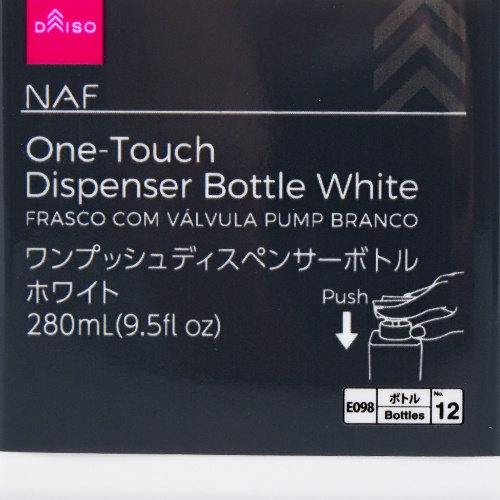 DAISO
NAF
One-Touch
Dispenser Bottle White
FRASCO COM VÁLVULA PUMP BRANCO
ワンプッシュディスペンサーボトル
ホワイト
280mL(9.5fl oz)
Push
E098 ボトル Bottles No. 12